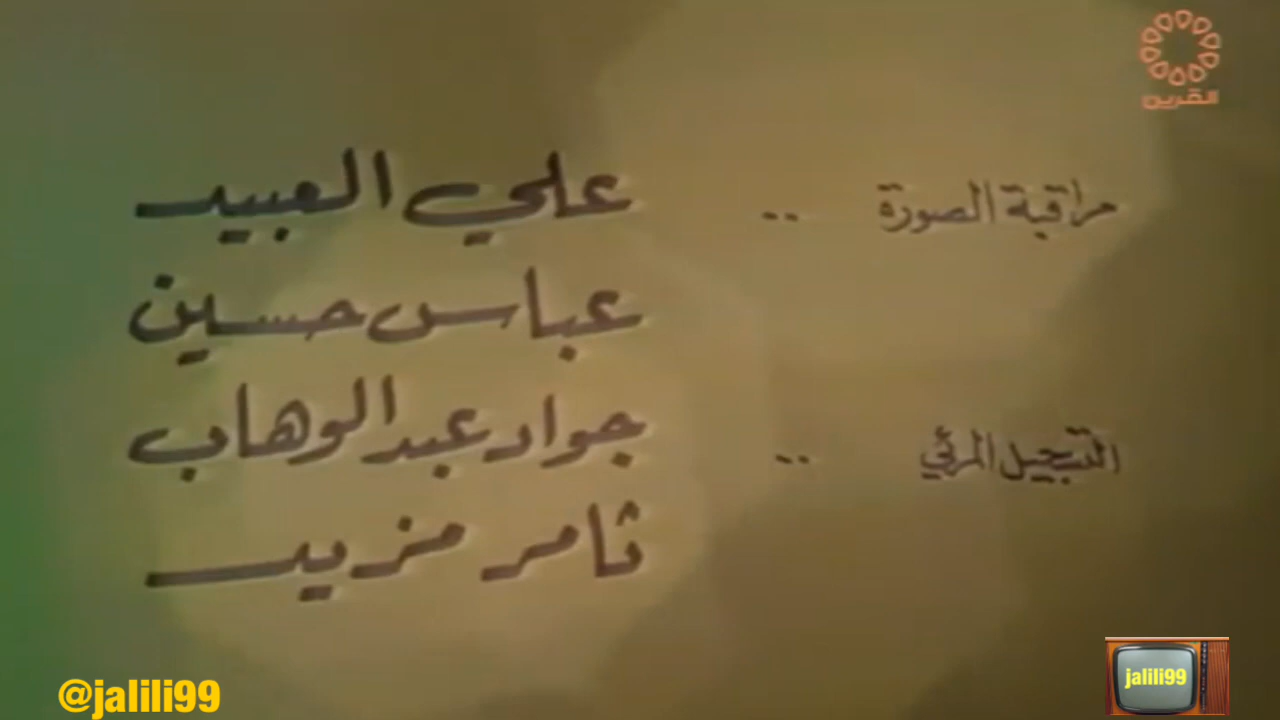 القرين
مراقبة الصورة .. علي العبيد
عباس حسين
التسجيل المرئي .. جواد عبد الوهاب
ثامر مزيد
@jalili99
jalili99